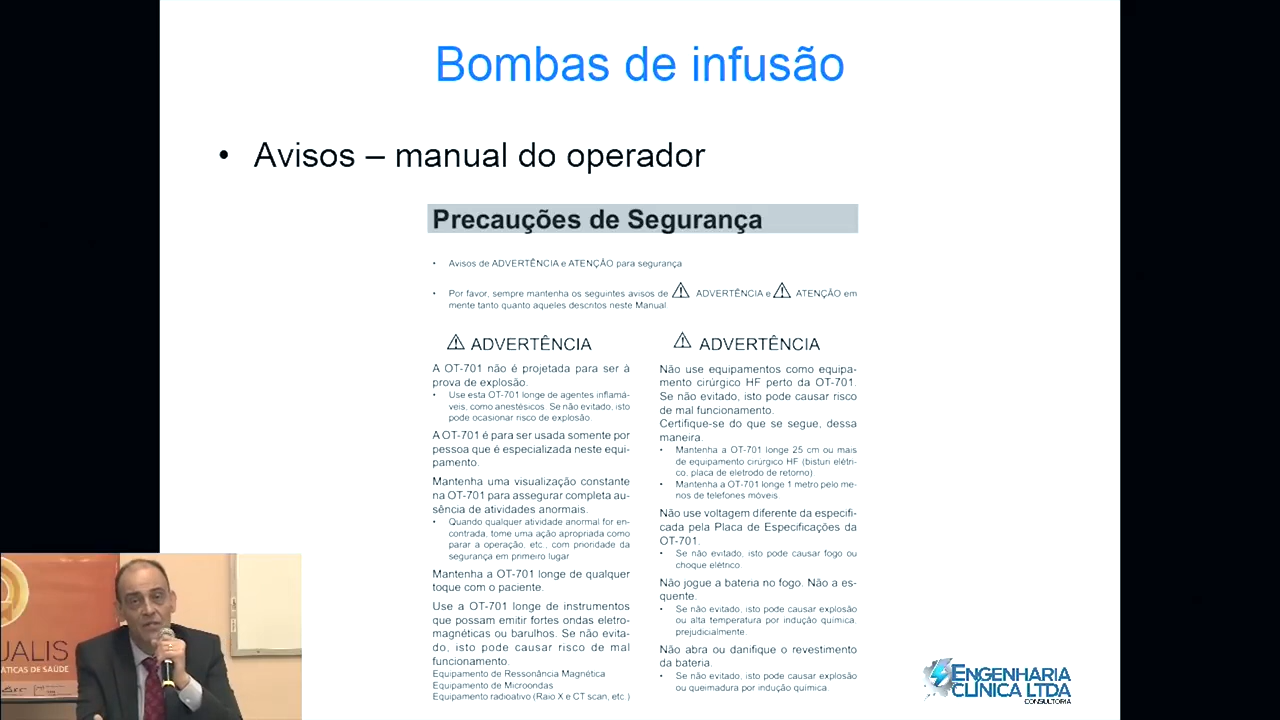 Bombas de infusão
• Avisos – manual do operador
Precauções de Segurança
• Avisos de ADVERTÊNCIA e ATENÇÃO para segurança
• Por favor, sempre mantenha os seguintes avisos de ADVERTÊNCIA e ATENÇÃO em
mente tanto quanto aqueles descritos neste Manual
ADVERTÊNCIA
A OT-701 não é projetada para ser à
prova de explosão.
• Use esta OT-701 longe de agentes inflamá-
veis, como anestésicos. Se não evitado, isto
pode ocasionar risco de explosão.
A OT-701 é para ser usada somente por
pessoa que é especializada neste equi-
pamento.
Mantenha uma visualização constante
na OT-701 para assegurar completa au-
sência de atividades anormais.
• Quando qualquer atividade anormal for en-
contrada, tome uma ação apropriada como
parar a operação, etc., com prioridade da
segurança em primeiro lugar.
Mantenha a OT-701 longe de qualquer
toque com o paciente.
Use a OT-701 longe de instrumentos
que possam emitir fortes ondas eletro-
magnéticas ou barulhos. Se não evita-
do, isto pode causar risco de mal
funcionamento.
Equipamento de Ressonância Magnética
Equipamento de Microondas
Equipamento radioativo (Raio X e CT scan, etc.)
ADVERTÊNCIA
Não use equipamentos como equipa-
mento cirúrgico HF perto da OT-701.
Se não evitado, isto pode causar risco
de mal funcionamento.
Certifique-se do que se segue, dessa
maneira.
• Mantenha a OT-701 longe 25 cm ou mais
de equipamento cirúrgico HF (bisturi elétri-
co, placa de eletrodo de retorno)
• Mantenha a OT-701 longe 1 metro pelo me-
nos de telefones móveis
Não use voltagem diferente da especifi-
cada pela Placa de Especificações da
OT-701.
• Se não evitado, isto pode causar fogo ou
choque elétrico.
Não jogue a bateria no fogo. Não a es-
quente.
• Se não evitado, isto pode causar explosão
ou alta temperatura por indução química,
prejudicialmente.
Não abra ou danifique o revestimento
da bateria.
• Se não evitado, isto pode causar explosão
ou queimadura por indução química.
UALIS
ÁTICAS DE SAÚDE
ENGENHARIA
CLÍNICA LTDA
CONSULTORIA